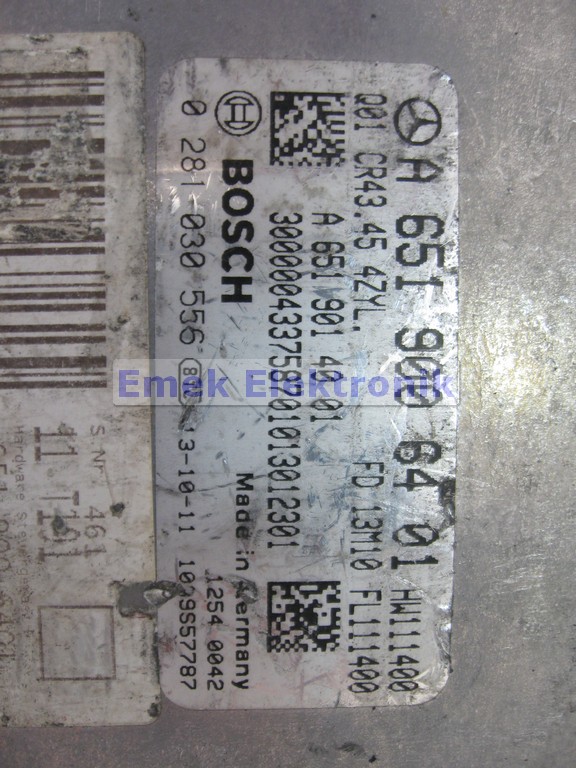 A 651 900 64 01 HW111400
Q01 CR43.45 4ZYL. FD 13M10 FL111400
A 651 901 40 01
BOSCH
0 281 030 556 13-10-11
Made in Germany
1254 0042
S.Nr. 461
Emek Elektronik